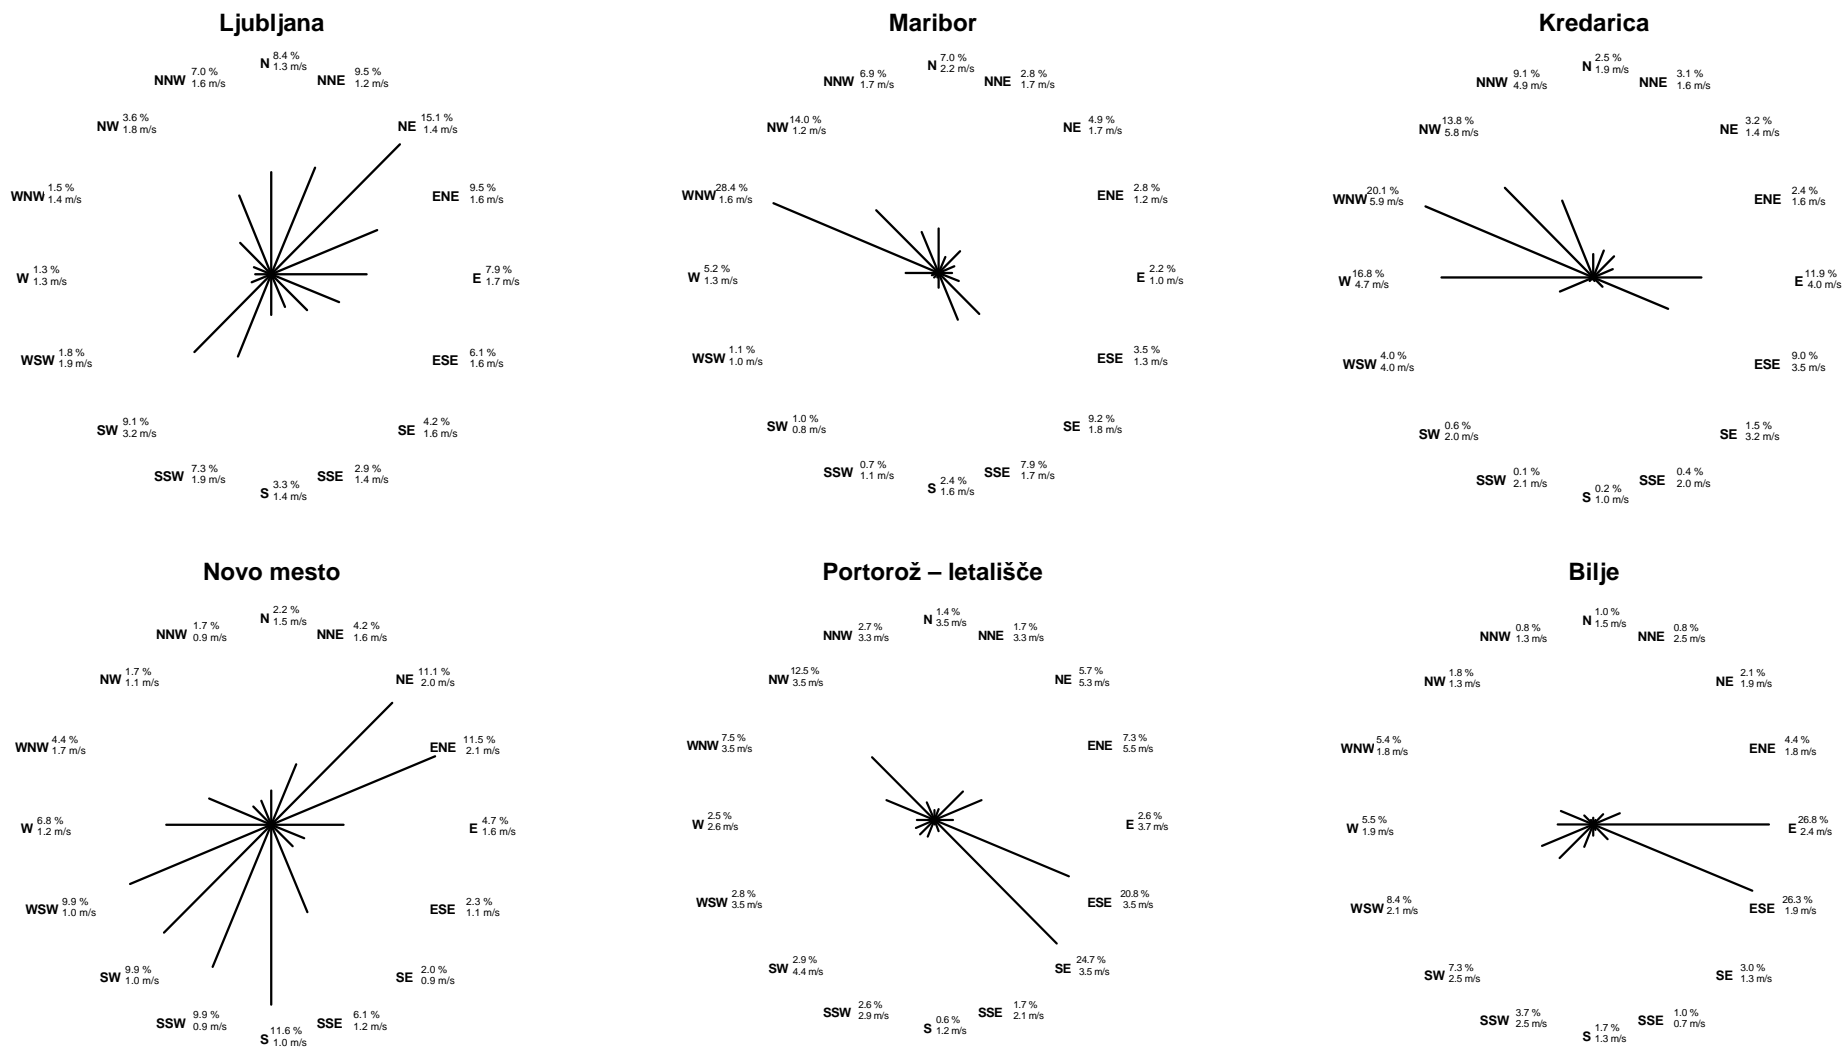 Ljubljana
N 8.4 %
1.3 m/s
NNE 9.5 %
1.2 m/s
NE 15.1 %
1.4 m/s
ENE 9.5 %
1.6 m/s
E 7.9 %
1.7 m/s
ESE 6.1 %
1.6 m/s
SE 4.2 %
1.6 m/s
SSE 2.9 %
1.4 m/s
S 3.3 %
1.4 m/s
SSW 7.3 %
1.9 m/s
SW 9.1 %
3.2 m/s
WSW 1.8 %
1.9 m/s
W 1.3 %
1.3 m/s
WNW 1.5 %
1.4 m/s
NW 3.6 %
1.8 m/s
NNW 7.0 %
1.6 m/s
Maribor
N 7.0 %
2.2 m/s
NNE 2.8 %
1.7 m/s
NE 4.9 %
1.7 m/s
ENE 2.8 %
1.2 m/s
E 2.2 %
1.0 m/s
ESE 3.5 %
1.3 m/s
SE 9.2 %
1.8 m/s
SSE 7.9 %
1.7 m/s
S 2.4 %
1.6 m/s
SSW 0.7 %
1.1 m/s
SW 1.0 %
0.8 m/s
WSW 1.1 %
1.0 m/s
W 5.2 %
1.3 m/s
WNW 28.4 %
1.6 m/s
NW 14.0 %
1.2 m/s
NNW 6.9 %
1.7 m/s
Kredarica
N 2.5 %
1.9 m/s
NNE 3.1 %
1.6 m/s
NE 3.2 %
1.4 m/s
ENE 2.4 %
1.6 m/s
E 11.9 %
4.0 m/s
ESE 9.0 %
3.5 m/s
SE 1.5 %
3.2 m/s
SSE 0.4 %
2.0 m/s
S 0.2 %
1.0 m/s
SSW 0.1 %
2.1 m/s
SW 0.6 %
2.0 m/s
WSW 4.0 %
4.0 m/s
W 16.8 %
4.7 m/s
WNW 20.1 %
5.9 m/s
NW 13.8 %
5.8 m/s
NNW 9.1 %
4.9 m/s
Novo mesto
N 2.2 %
1.5 m/s
NNE 4.2 %
1.6 m/s
NE 11.1 %
2.0 m/s
ENE 11.5 %
2.1 m/s
E 4.7 %
1.6 m/s
ESE 2.3 %
1.1 m/s
SE 2.0 %
0.9 m/s
SSE 6.1 %
1.2 m/s
S 11.6 %
1.0 m/s
SSW 9.9 %
0.9 m/s
SW 9.9 %
1.0 m/s
WSW 9.9 %
1.0 m/s
W 6.8 %
1.2 m/s
WNW 4.4 %
1.7 m/s
NW 1.7 %
1.1 m/s
NNW 1.7 %
0.9 m/s
Portorož – letališče
N 1.4 %
3.5 m/s
NNE 1.7 %
3.3 m/s
NE 5.7 %
5.3 m/s
ENE 7.3 %
5.5 m/s
E 2.6 %
3.7 m/s
ESE 20.8 %
3.5 m/s
SE 24.7 %
3.5 m/s
SSE 1.7 %
2.1 m/s
S 0.6 %
1.2 m/s
SSW 2.6 %
2.9 m/s
SW 2.9 %
4.4 m/s
WSW 2.8 %
3.5 m/s
W 2.5 %
2.6 m/s
WNW 7.5 %
3.5 m/s
NW 12.5 %
3.5 m/s
NNW 2.7 %
3.3 m/s
Bilje
N 1.0 %
1.5 m/s
NNE 0.8 %
2.5 m/s
NE 2.1 %
1.9 m/s
ENE 4.4 %
1.8 m/s
E 26.8 %
2.4 m/s
ESE 26.3 %
1.9 m/s
SE 3.0 %
1.3 m/s
SSE 1.0 %
0.7 m/s
S 1.7 %
1.3 m/s
SSW 3.7 %
2.5 m/s
SW 7.3 %
2.5 m/s
WSW 8.4 %
2.1 m/s
W 5.5 %
1.9 m/s
WNW 5.4 %
1.8 m/s
NW 1.8 %
1.3 m/s
NNW 0.8 %
1.3 m/s